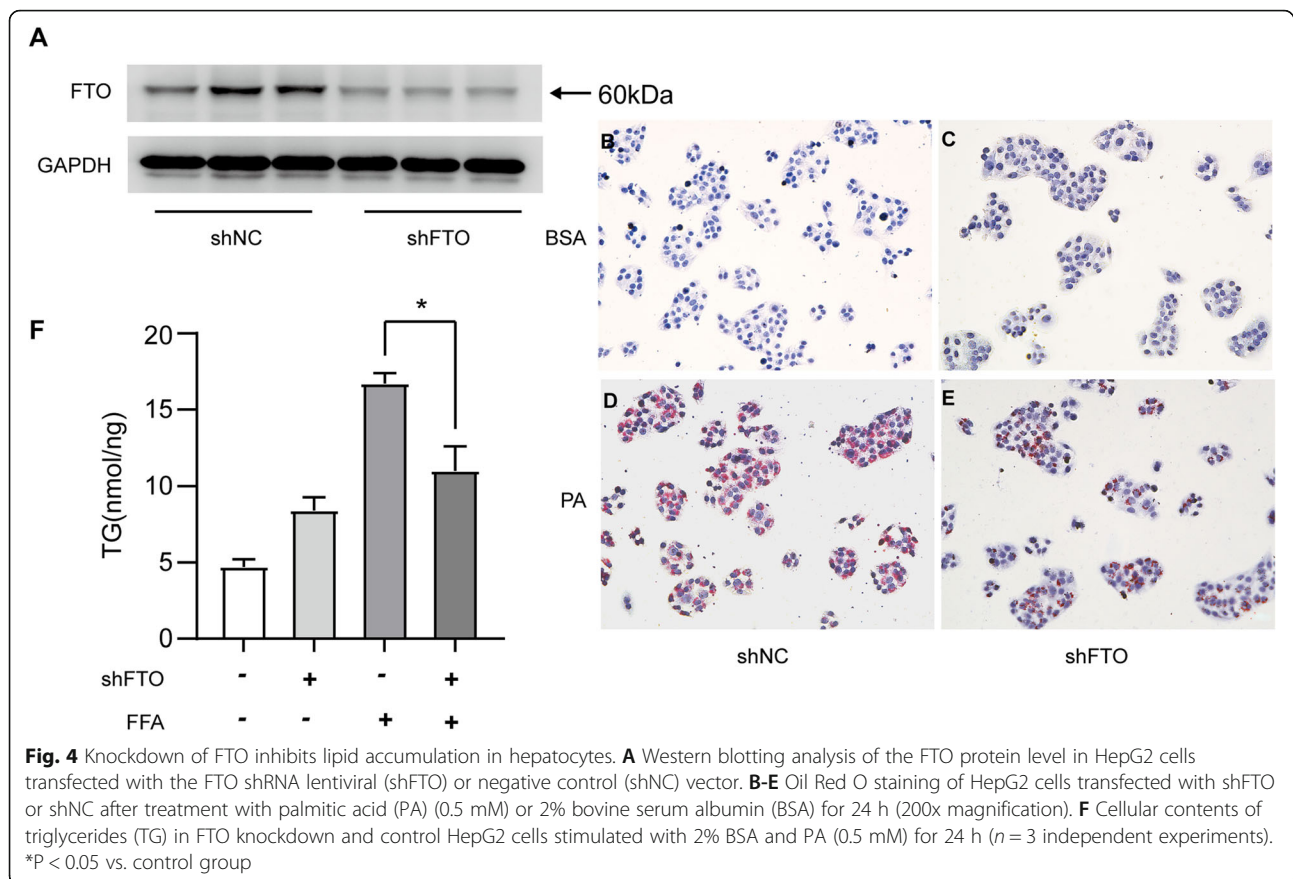 A
FTO
60kDa
GAPDH
shNC
shFTO
BSA
B
C
D
E
PA
shNC
shFTO
F
*
TG(nmol/ng)
20
15
10
5
0
shFTO - + - +
FFA - - + +
Fig. 4 Knockdown of FTO inhibits lipid accumulation in hepatocytes. A Western blotting analysis of the FTO protein level in HepG2 cells
transfected with the FTO shRNA lentiviral (shFTO) or negative control (shNC) vector. B-E Oil Red O staining of HepG2 cells transfected with shFTO
or shNC after treatment with palmitic acid (PA) (0.5 mM) or 2% bovine serum albumin (BSA) for 24 h (200x magnification). F Cellular contents of
triglycerides (TG) in FTO knockdown and control HepG2 cells stimulated with 2% BSA and PA (0.5 mM) for 24 h (n = 3 independent experiments).
*P < 0.05 vs. control group